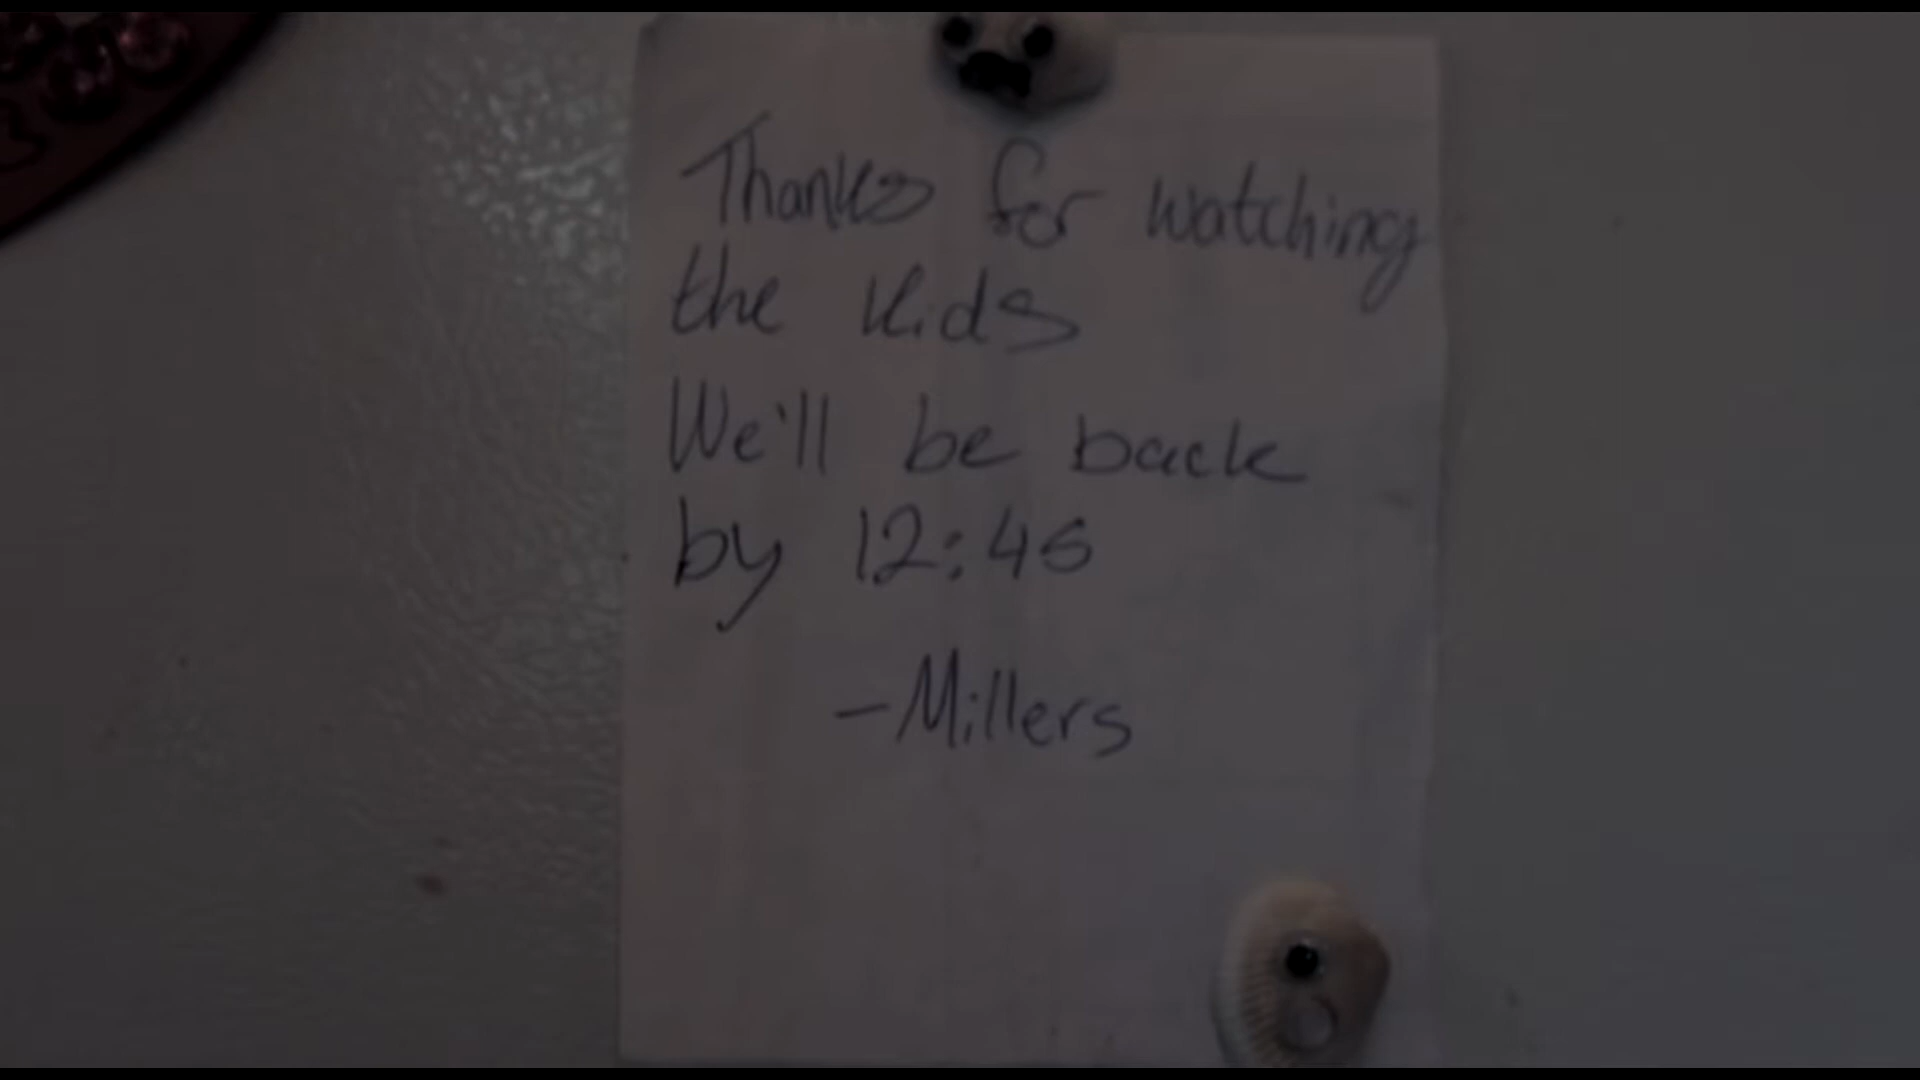 Thanks for watching
the kids
We'll be back
by 12:45
-Millers